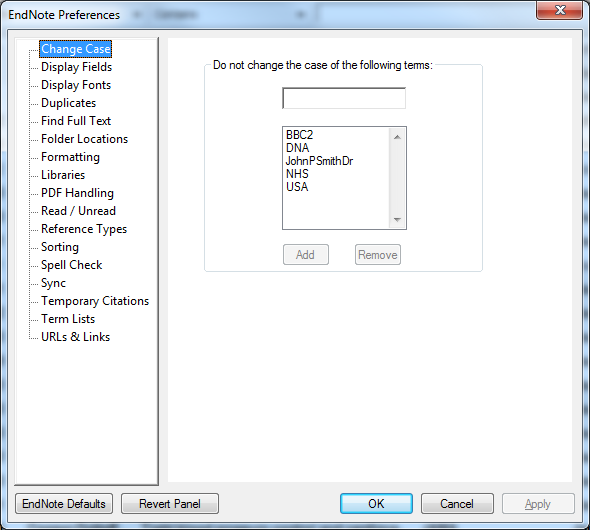 EndNote Preferences
Change Case
Display Fields
Display Fonts
Duplicates
Find Full Text
Folder Locations
Formatting
Libraries
PDF Handling
Read / Unread
Reference Types
Sorting
Spell Check
Sync
Temporary Citations
Term Lists
URLs & Links
Do not change the case of the following terms:
BBC2
DNA
JohnPSmithDr
NHS
USA
Add Remove
EndNote Defaults Revert Panel OK Cancel Apply